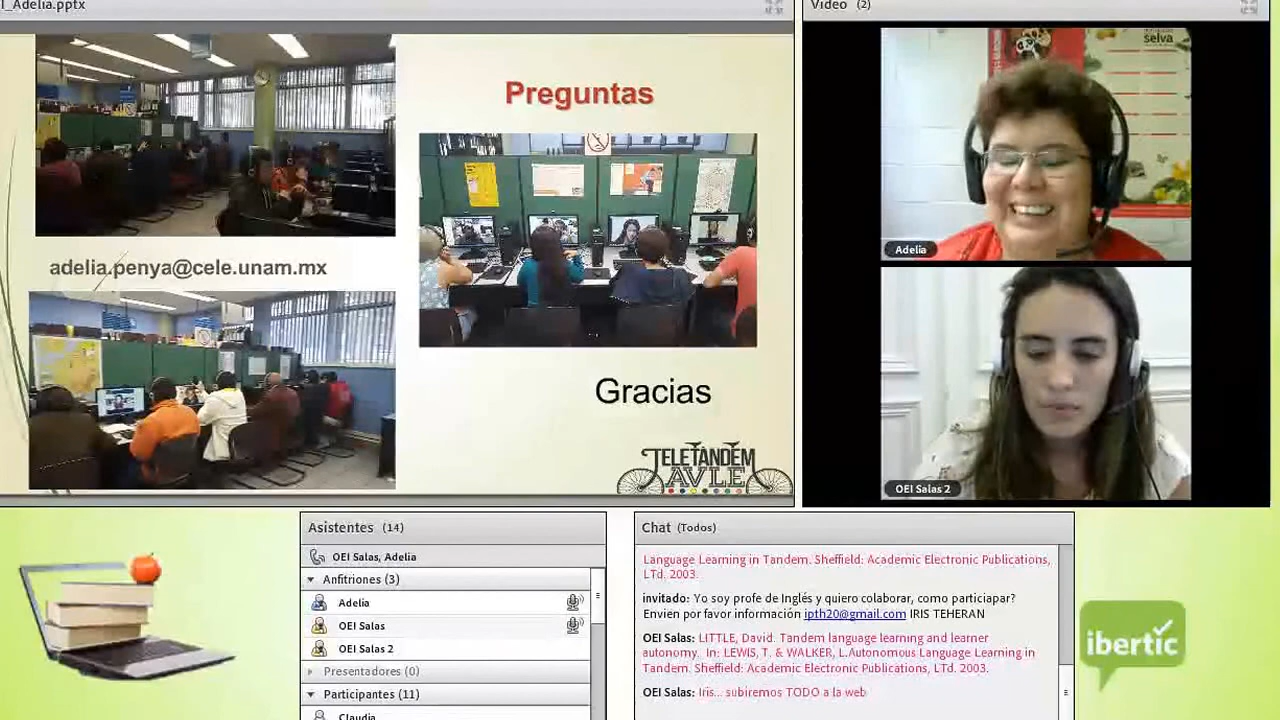 I_Adelia.pptx
Preguntas
adelia.penya@cele.unam.mx
Gracias
TELETANDEM
AVLE
Video (2)
selva
Adelia
OEI Salas 2
Asistentes (14)
OEI Salas, Adelia
Anfitriones (3)
Adelia
OEI Salas
OEI Salas 2
Presentadores (0)
Participantes (11)
Claudia
Chat (Todos)
Language Learning in Tandem. Sheffield: Academic Electronic Publications,
LTd. 2003.
invitado: Yo soy profe de Inglés y quiero colaborar, como particiapar?
Envien por favor información ipth20@gmail.com IRIS TEHERAN
OEI Salas: LITTLE, David. Tandem language learning and learner
autonomy. In: LEWIS, T. & WALKER, L.Autonomous Language Learning in
Tandem. Sheffield: Academic Electronic Publications, LTd. 2003.
OEI Salas: Iris... subiremos TODO a la web
ibertic